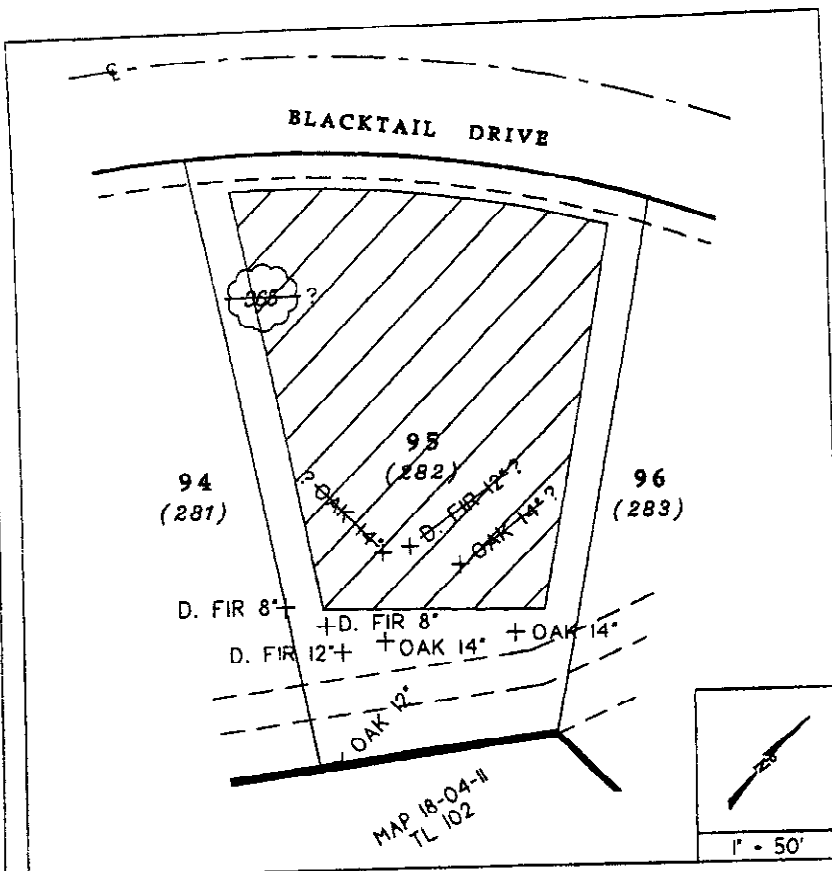 ℄
BLACKTAIL DRIVE
365 ?
95
(282)
94
(281)
96
(283)
? OAK 14"
D. FIR 12" ?
OAK 14" ?
D. FIR 8"
D. FIR 8"
D. FIR 12"
OAK 14"
OAK 14"
OAK 12"
MAP 18-04-11
TL 102
N
1" - 50'